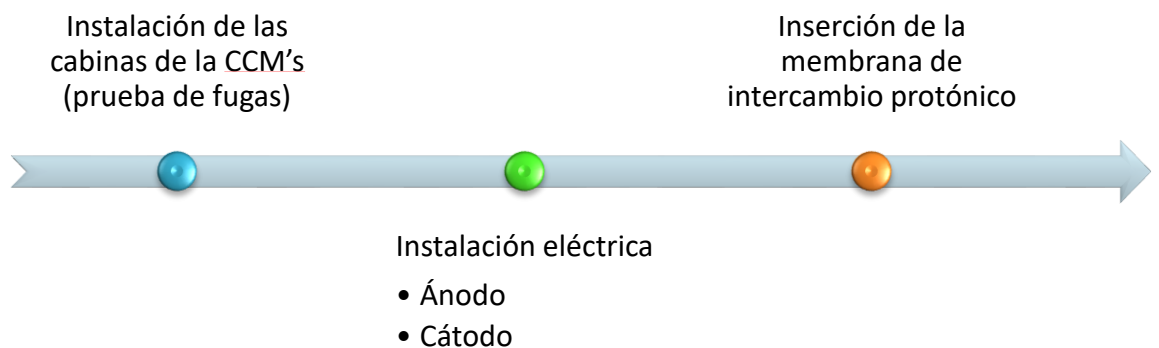 Instalación de las
cabinas de la CCM's
(prueba de fugas)
Instalación eléctrica
• Ánodo
• Cátodo
Inserción de la
membrana de
intercambio protónico